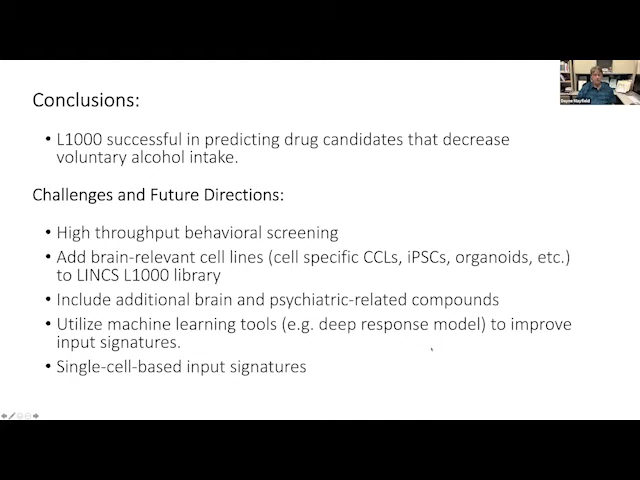 Conclusions:
• L1000 successful in predicting drug candidates that decrease
voluntary alcohol intake.
Challenges and Future Directions:
• High throughput behavioral screening
• Add brain-relevant cell lines (cell specific CCLs, iPSCs, organoids, etc.)
to LINCS L1000 library
• Include additional brain and psychiatric-related compounds
• Utilize machine learning tools (e.g. deep response model) to improve
input signatures.
• Single-cell-based input signatures
Dayne Mayfield